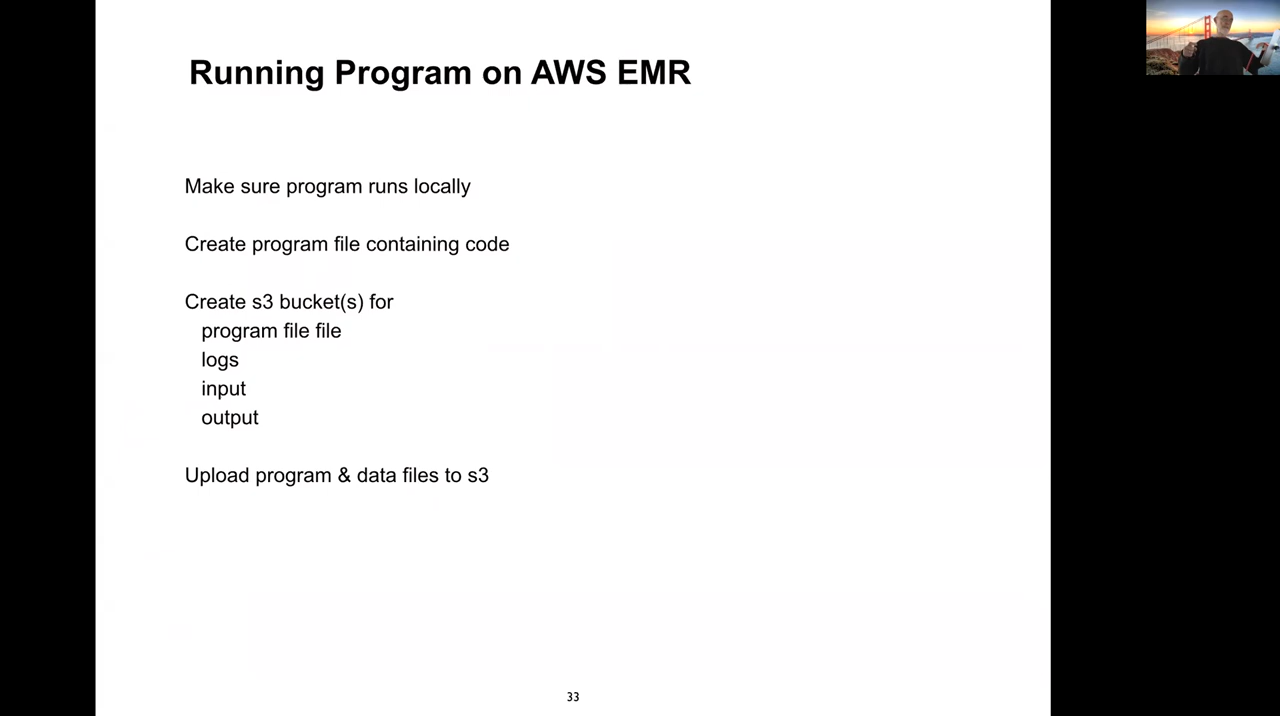 Running Program on AWS EMR
Make sure program runs locally
Create program file containing code
Create s3 bucket(s) for
program file file
logs
input
output
Upload program & data files to s3
33